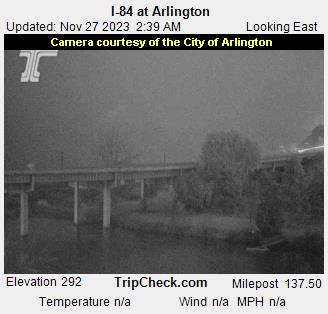 I-84 at Arlington
Updated: Nov 27 2023 2:39 AM Looking East
Camera courtesy of the City of Arlington
Elevation 292 TripCheck.com Milepost 137.50
Temperature n/a Wind n/a MPH n/a